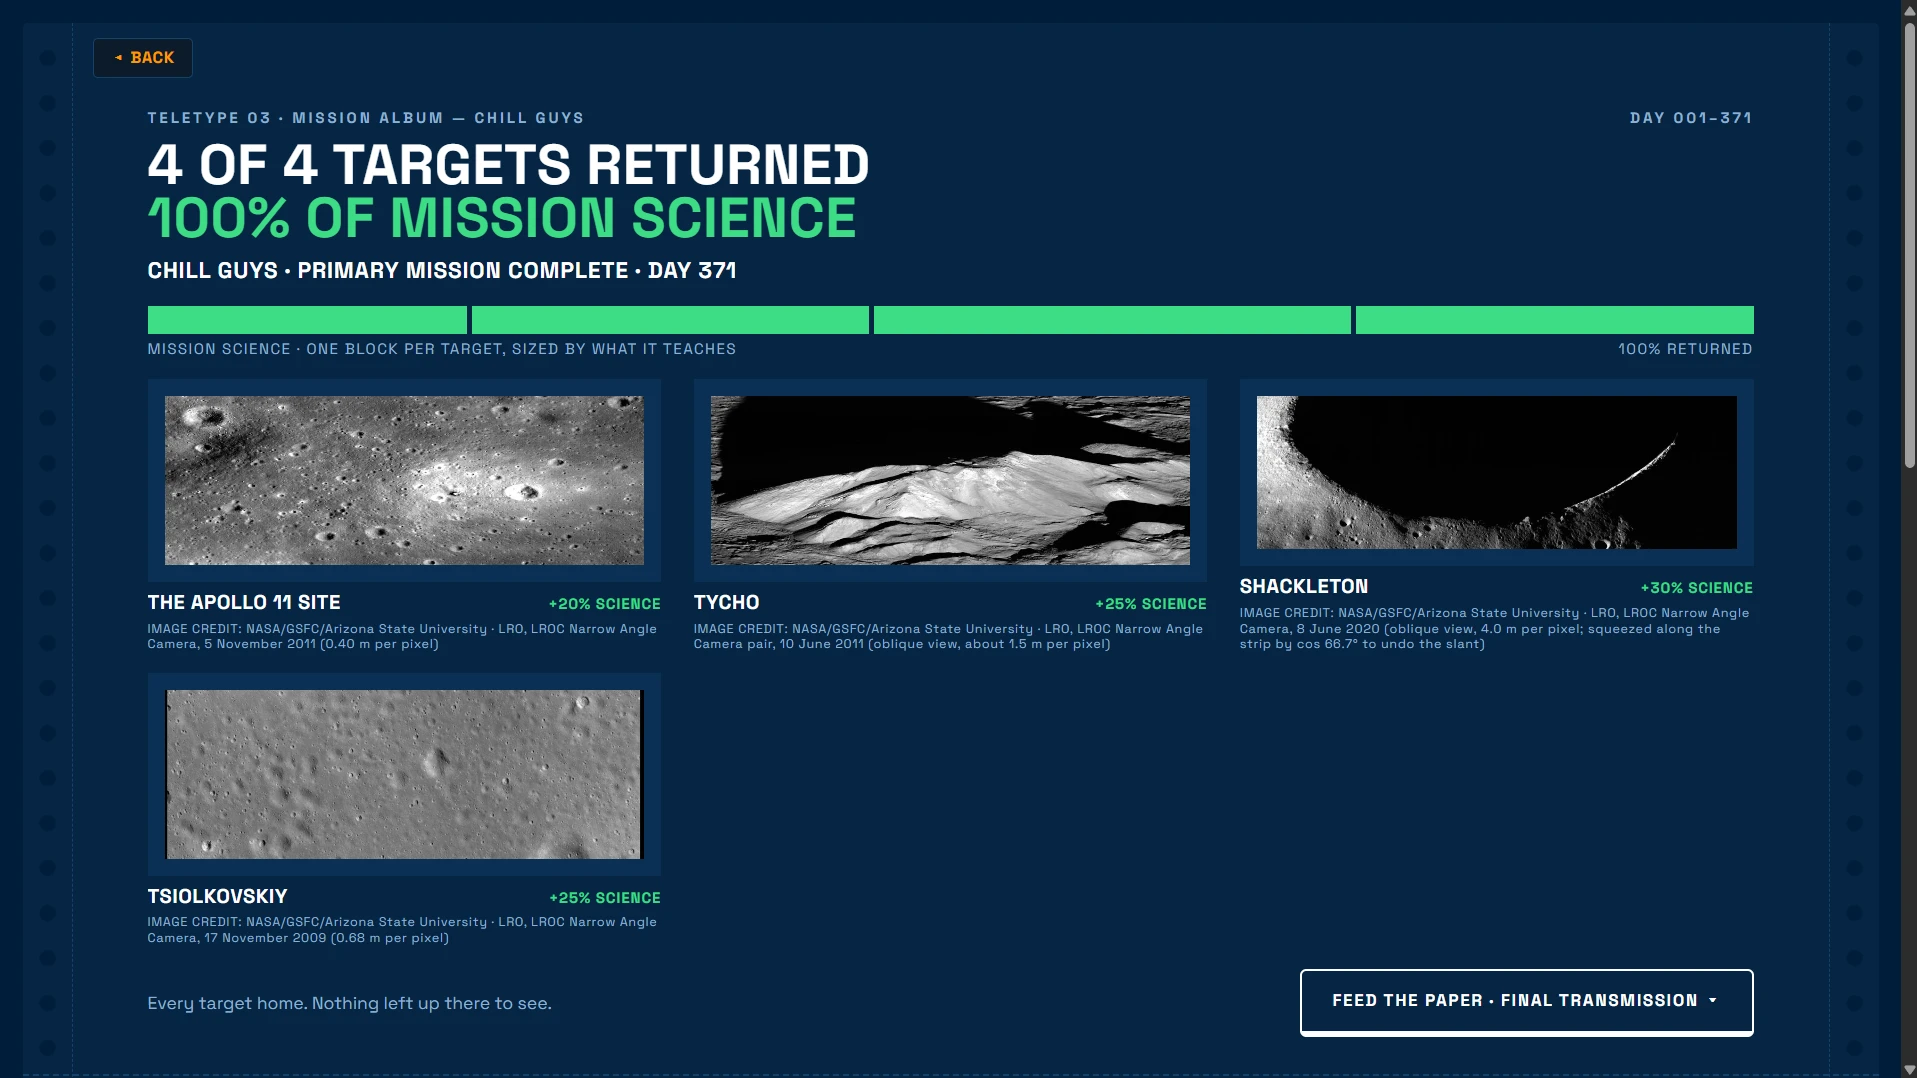 ◂ BACK
TELETYPE 03 · MISSION ALBUM — CHILL GUYS
DAY 001–371
4 OF 4 TARGETS RETURNED
100% OF MISSION SCIENCE
CHILL GUYS · PRIMARY MISSION COMPLETE · DAY 371
MISSION SCIENCE · ONE BLOCK PER TARGET, SIZED BY WHAT IT TEACHES
100% RETURNED
THE APOLLO 11 SITE
+20% SCIENCE
IMAGE CREDIT: NASA/GSFC/Arizona State University · LRO, LROC Narrow Angle
Camera, 5 November 2011 (0.40 m per pixel)
TYCHO
+25% SCIENCE
IMAGE CREDIT: NASA/GSFC/Arizona State University · LRO, LROC Narrow Angle
Camera pair, 10 June 2011 (oblique view, about 1.5 m per pixel)
SHACKLETON
+30% SCIENCE
IMAGE CREDIT: NASA/GSFC/Arizona State University · LRO, LROC Narrow Angle
Camera, 8 June 2020 (oblique view, 4.0 m per pixel; squeezed along the
strip by cos 66.7° to undo the slant)
TSIOLKOVSKIY
+25% SCIENCE
IMAGE CREDIT: NASA/GSFC/Arizona State University · LRO, LROC Narrow Angle
Camera, 17 November 2009 (0.68 m per pixel)
Every target home. Nothing left up there to see.
FEED THE PAPER · FINAL TRANSMISSION ▾